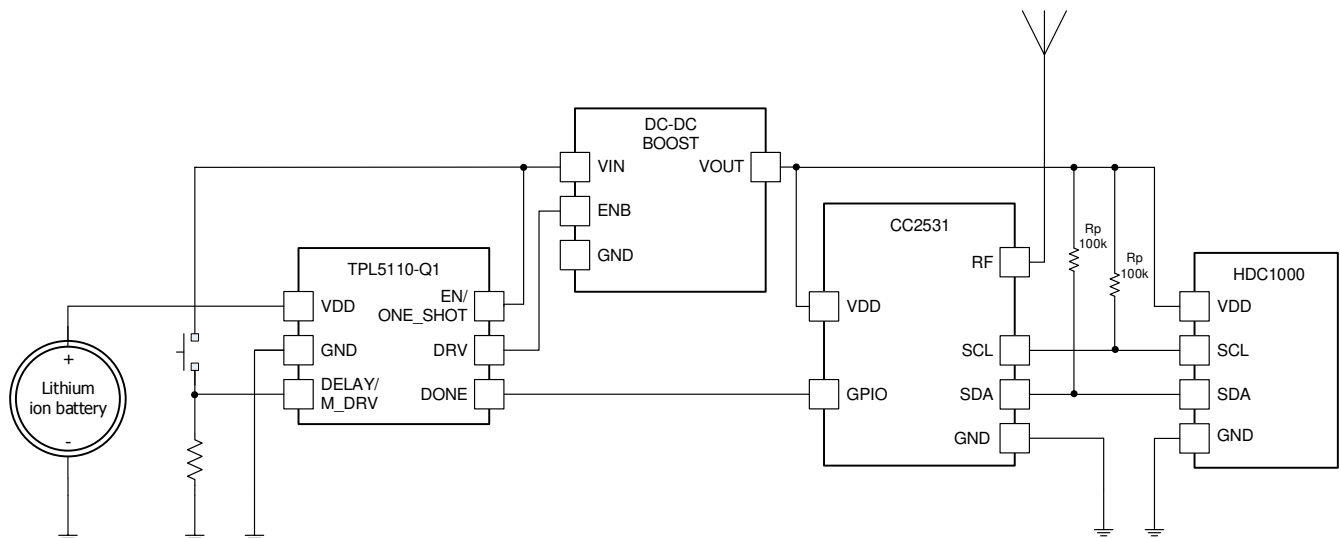 DC-DC
BOOST
VIN
VOUT
ENB
GND
TPL5110-Q1
VDD
EN/
ONE_SHOT
GND
DRV
DELAY/
M_DRV
DONE
+
Lithium
ion battery
-
CC2531
RF
VDD
SCL
GPIO
SDA
GND
Rp
100k
Rp
100k
HDC1000
VDD
SCL
SDA
GND